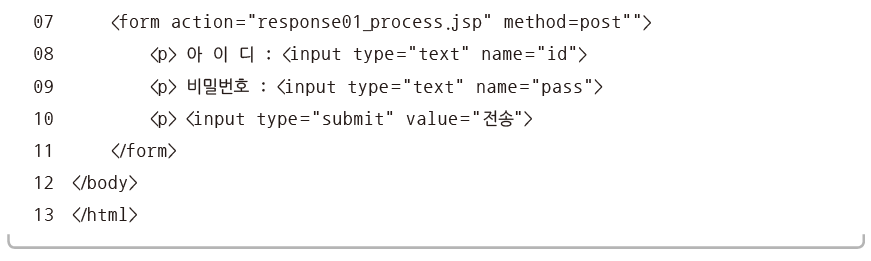 07 <form action="response01_process.jsp" method=post"">
08 <p> 아 이 디 : <input type="text" name="id">
09 <p> 비밀번호 : <input type="text" name="pass">
10 <p> <input type="submit" value="전송">
11 </form>
12 </body>
13 </html>